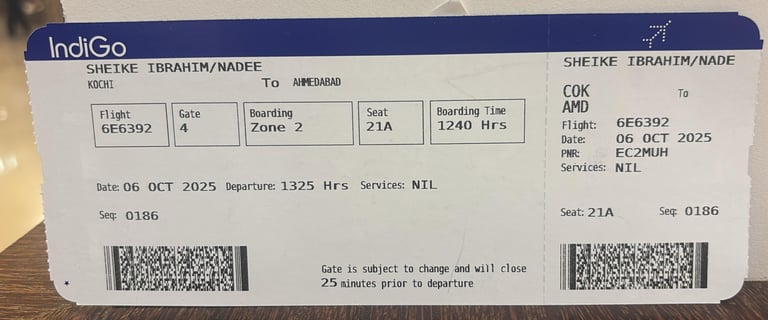 IndiGo
SHEIKE IBRAHIM/NADEE
KOCHI To AHMEDABAD
Flight Gate Boarding Seat Boarding Time
6E6392 4 Zone 2 21A 1240 Hrs
Date: 06 OCT 2025 Departure: 1325 Hrs Services: NIL
Seq: 0186
Gate is subject to change and will close
25 minutes prior to departure
SHEIKE IBRAHIM/NADE
COK To
AMD
Flight: 6E6392
Date: 06 OCT 2025
PNR: EC2MUH
Services: NIL
Seat: 21A Seq: 0186